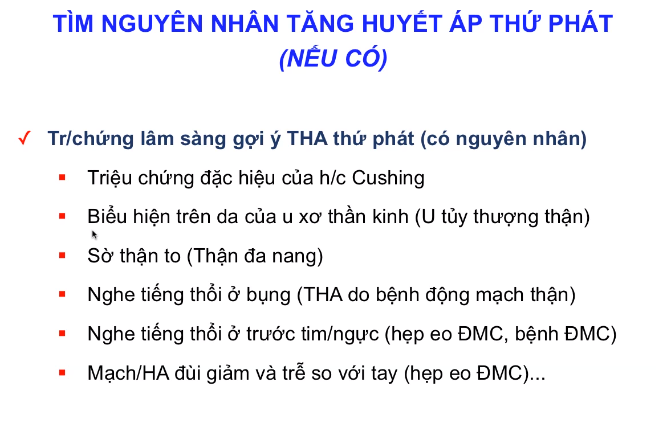 TÌM NGUYÊN NHÂN TĂNG HUYẾT ÁP THỨ PHÁT
(NẾU CÓ)
✓ Tr/chứng lâm sàng gợi ý THA thứ phát (có nguyên nhân)
▪ Triệu chứng đặc hiệu của h/c Cushing
▪ Biểu hiện trên da của u xơ thần kinh (U tủy thượng thận)
▪ Sờ thận to (Thận đa nang)
▪ Nghe tiếng thổi ở bụng (THA do bệnh động mạch thận)
▪ Nghe tiếng thổi ở trước tim/ngực (hẹp eo ĐMC, bệnh ĐMC)
▪ Mạch/HA đùi giảm và trễ so với tay (hẹp eo ĐMC)...